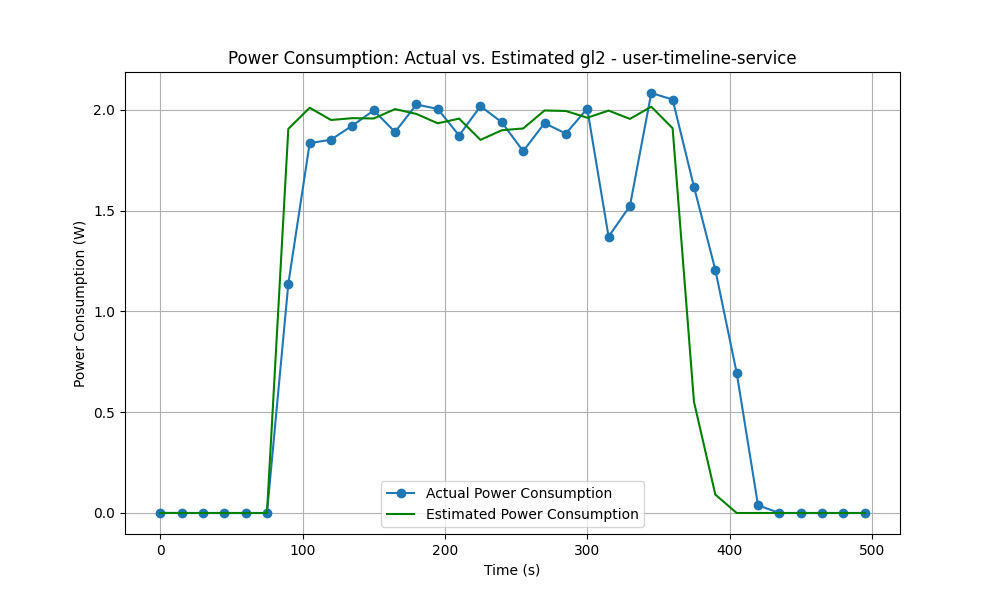 Power Consumption: Actual vs. Estimated gl2 - user-timeline-service
Power Consumption (W)
2.0
1.5
1.0
0.5
0.0
Actual Power Consumption
Estimated Power Consumption
0 100 200 300 400 500
Time (s)